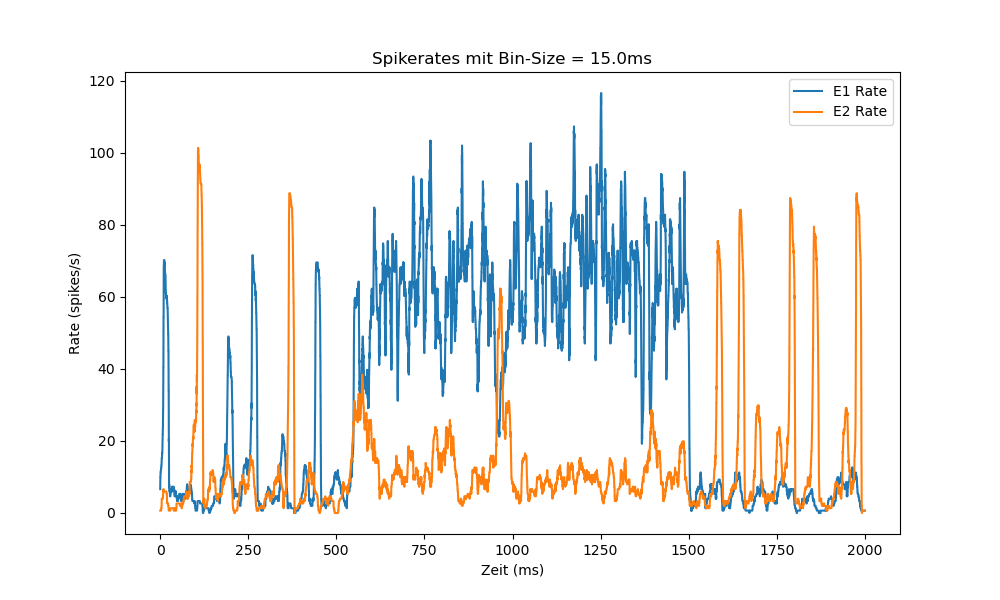 Spikerates mit Bin-Size = 15.0ms
E1 Rate
E2 Rate
120
100
80
60
40
20
0
Rate (spikes/s)
0 250 500 750 1000 1250 1500 1750 2000
Zeit (ms)